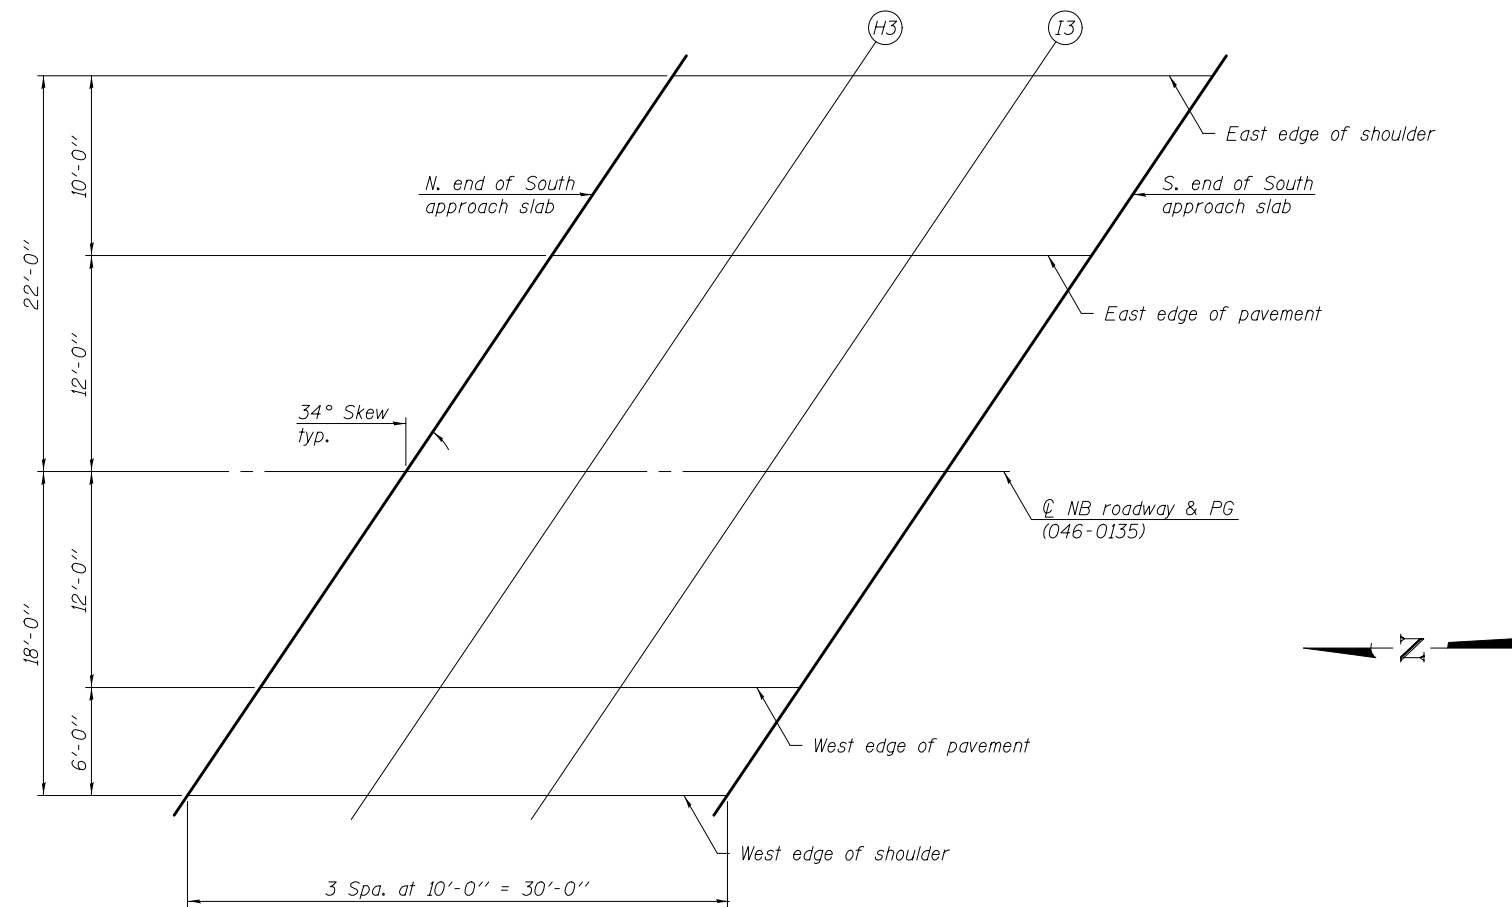 H3
I3
East edge of shoulder
10'-0"
N. end of South
approach slab
S. end of South
approach slab
22'-0"
East edge of pavement
12'-0"
34° Skew
typ.
℄ NB roadway & PG
(046-0135)
12'-0"
18'-0"
N
6'-0"
West edge of pavement
West edge of shoulder
3 Spa. at 10'-0" = 30'-0"